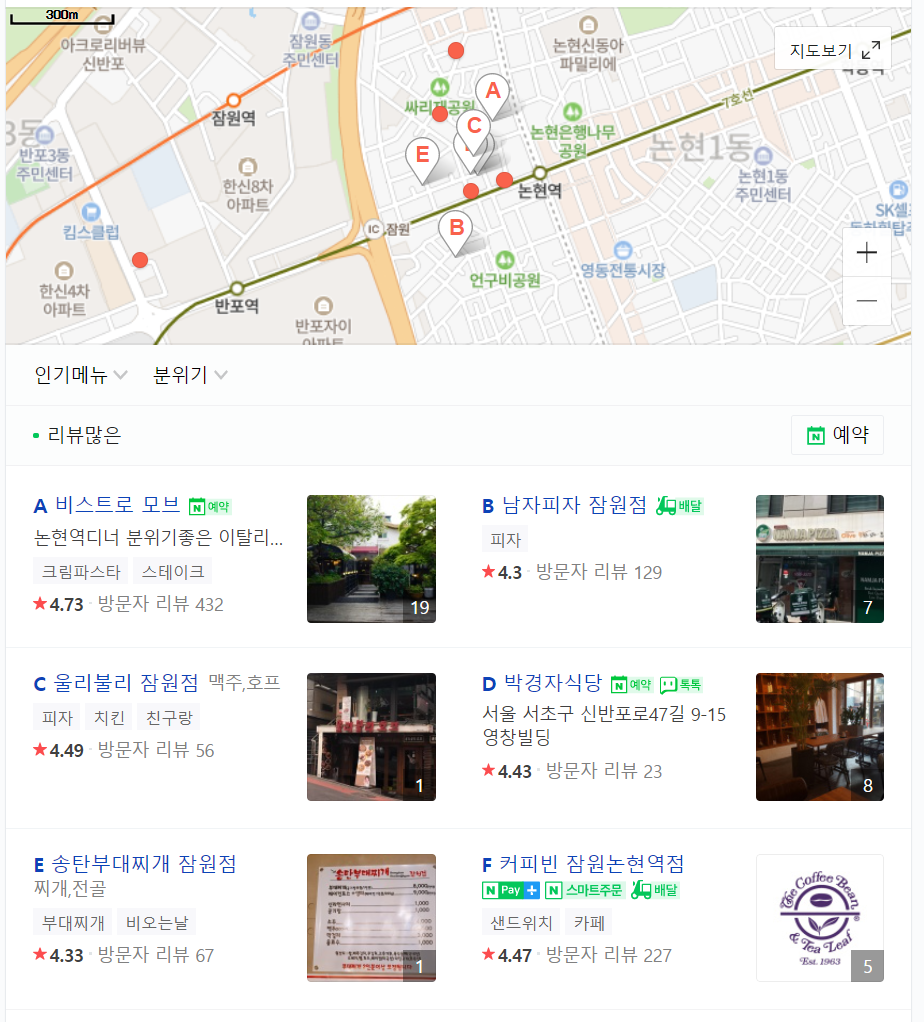 300m
아크로리버뷰
신반포
잠원동
주민센터
논현신동아
파밀리에
지도보기
A
싸리재공원
7호선
잠원역
C
논현은행나무
공원
3동
반포3동
주민센터
E
논현1동
논현1동
주민센터
한신8차
아파트
논현역
SK셀프
킴스클럽
IC 잠원
B
영동전통시장
언구비공원
한신4차
아파트
반포역
반포자이
아파트
인기메뉴
분위기
리뷰많은
예약
A 비스트로 모브 예약
논현역디너 분위기좋은 이탈리...
크림파스타 스테이크
4.73 · 방문자 리뷰 432
19
B 남자피자 잠원점 배달
피자
4.3 · 방문자 리뷰 129
NAMJA PIZZA
7
C 울리불리 잠원점 맥주,호프
피자 치킨 친구랑
4.49 · 방문자 리뷰 56
1
D 박경자식당 예약 톡톡
서울 서초구 신반포로47길 9-15
영창빌딩
4.43 · 방문자 리뷰 23
8
E 송탄부대찌개 잠원점
찌개,전골
부대찌개 비오는날
4.33 · 방문자 리뷰 67
송탄부대찌개
1
F 커피빈 잠원논현역점
N Pay + 스마트주문 배달
샌드위치 카페
4.47 · 방문자 리뷰 227
The Coffee Bean
& Tea Leaf
Est. 1963
5